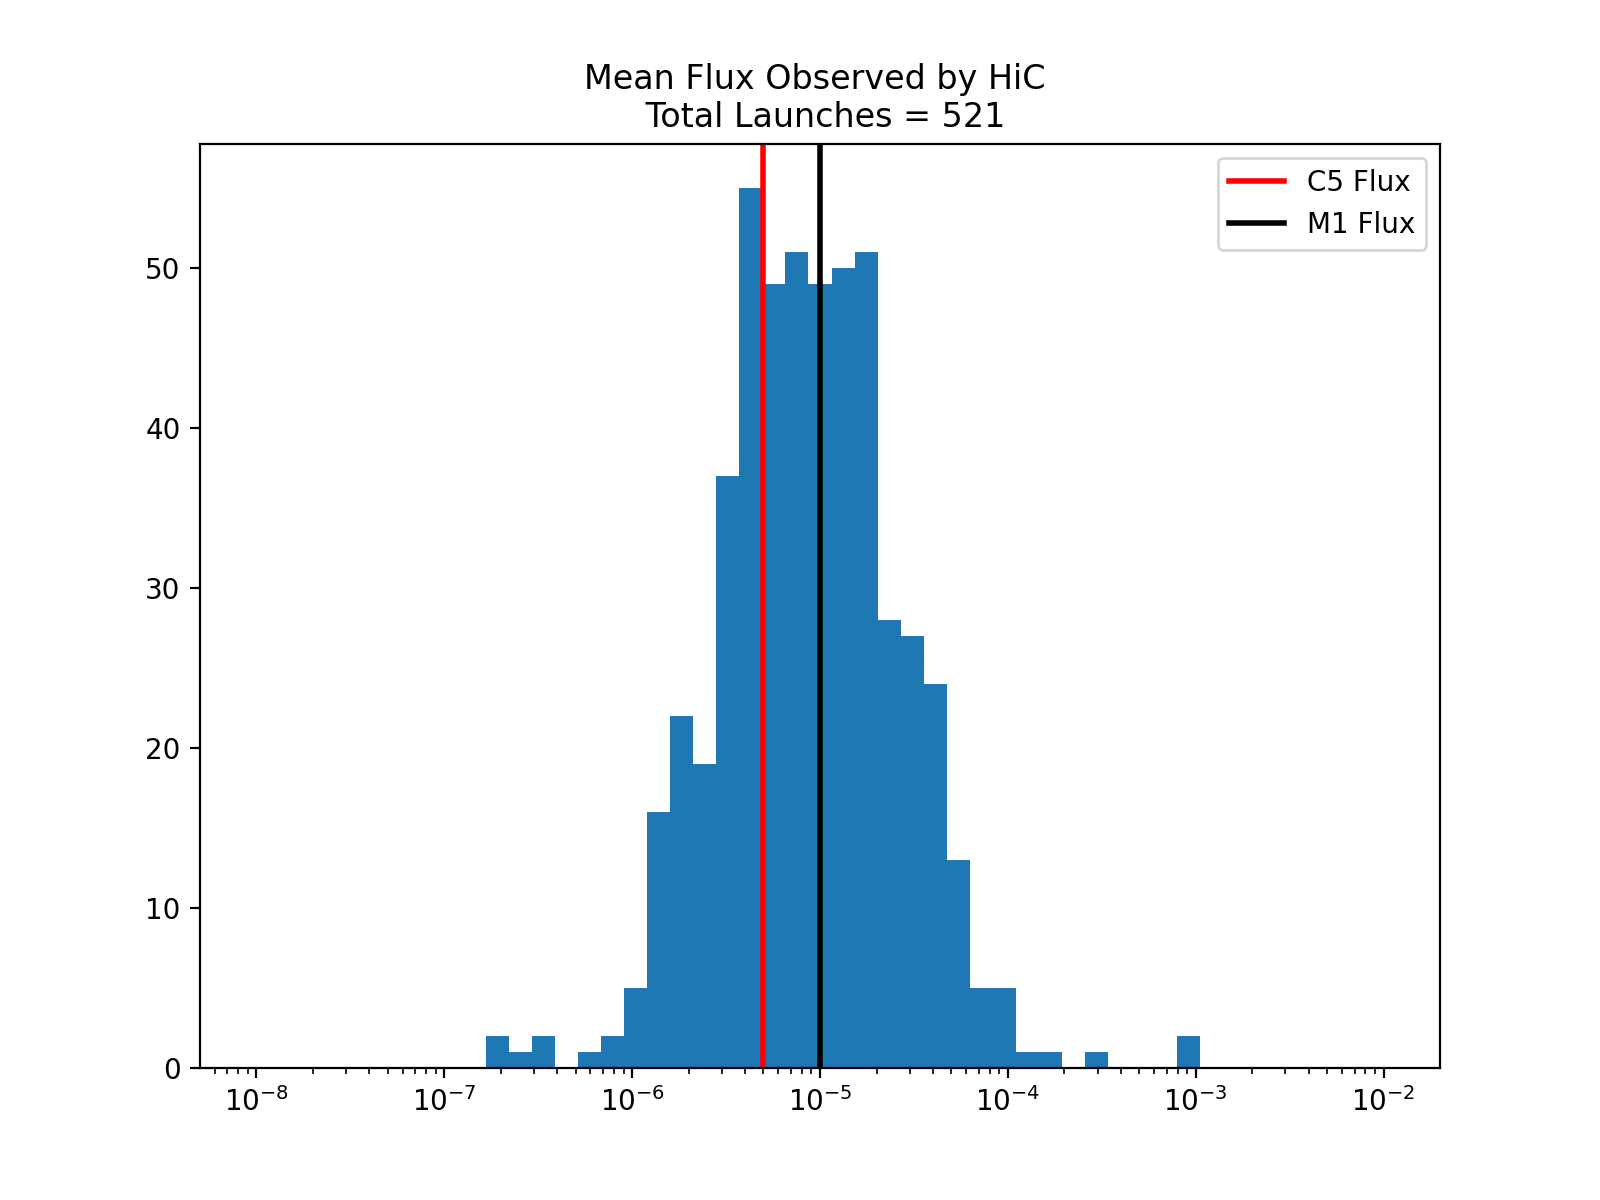 Mean Flux Observed by HiC
Total Launches = 521
C5 Flux
M1 Flux
50
40
30
20
10
0
10⁻⁸ 10⁻⁷ 10⁻⁶ 10⁻⁵ 10⁻⁴ 10⁻³ 10⁻²